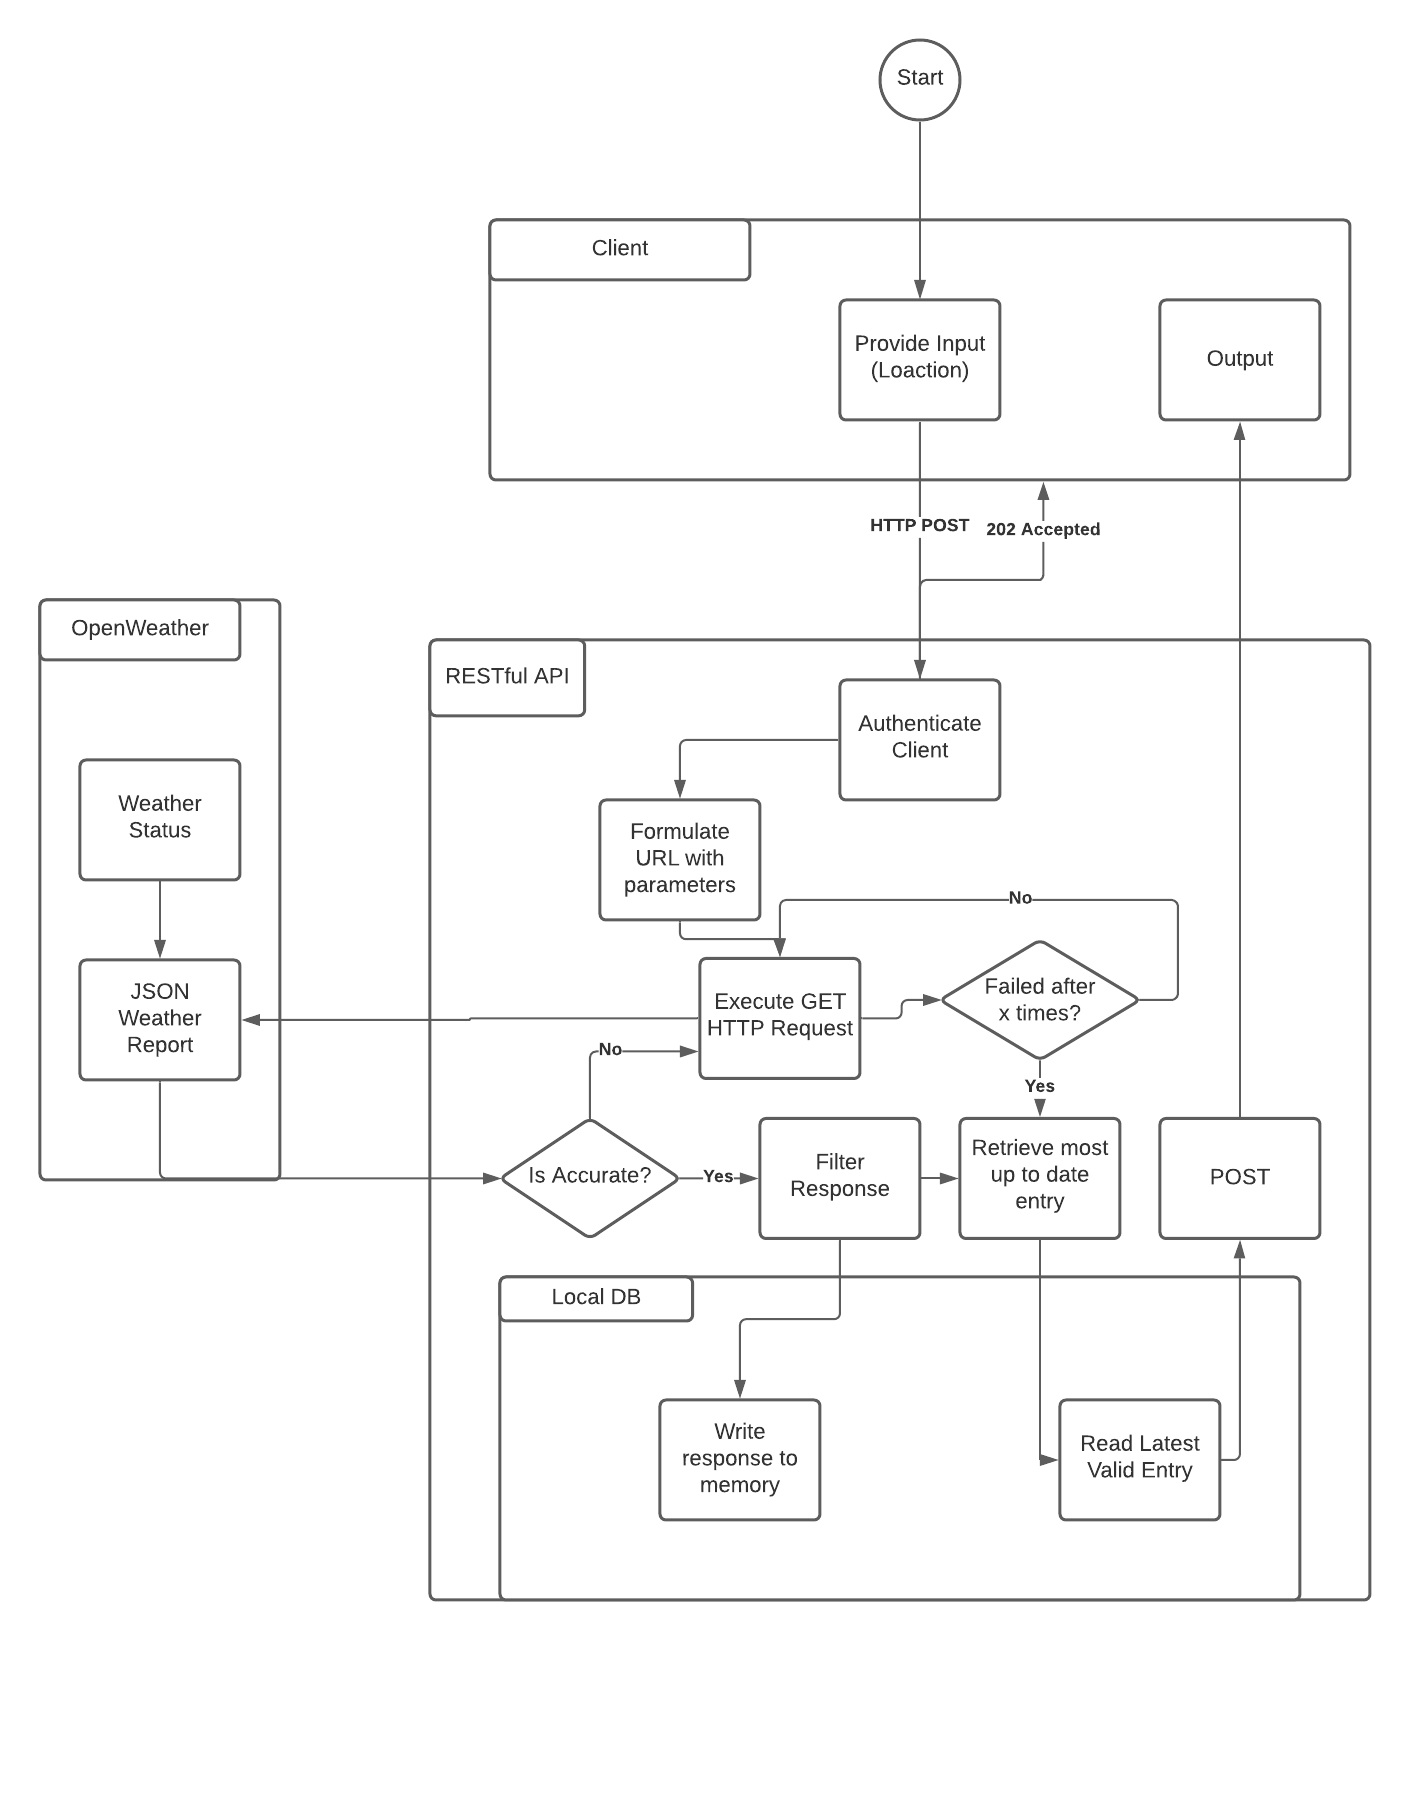 Start
Client
Provide Input
(Loaction)
Output
HTTP POST
202 Accepted
OpenWeather
RESTful API
Authenticate
Client
Weather
Status
Formulate
URL with
parameters
No
JSON
Weather
Report
Execute GET
HTTP Request
Failed after
x times?
No
Yes
Is Accurate?
Yes
Filter
Response
Retrieve most
up to date
entry
POST
Local DB
Write
response to
memory
Read Latest
Valid Entry